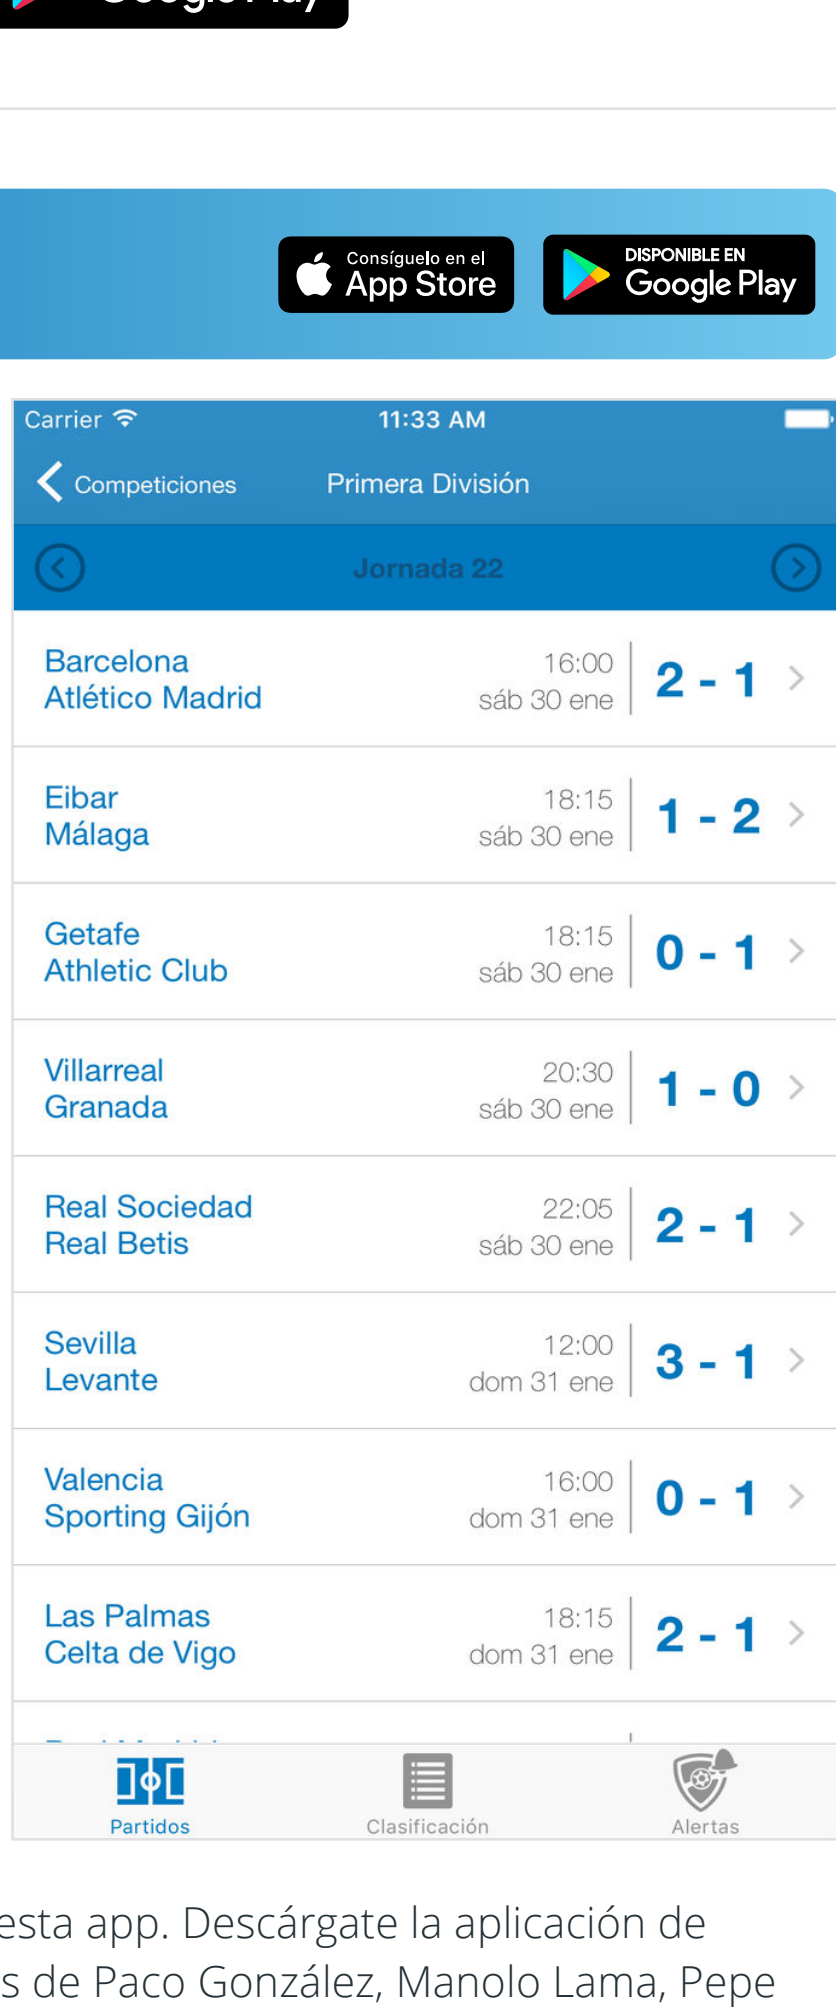 Google Play
Consíguelo en el
App Store
DISPONIBLE EN
Google Play
Carrier 11:33 AM
Competiciones Primera División
Jornada 22
Barcelona 16:00 2 - 1
Atlético Madrid sáb 30 ene
Eibar 18:15 1 - 2
Málaga sáb 30 ene
Getafe 18:15 0 - 1
Athletic Club sáb 30 ene
Villarreal 20:30 1 - 0
Granada sáb 30 ene
Real Sociedad 22:05 2 - 1
Real Betis sáb 30 ene
Sevilla 12:00 3 - 1
Levante dom 31 ene
Valencia 16:00 0 - 1
Sporting Gijón dom 31 ene
Las Palmas 18:15 2 - 1
Celta de Vigo dom 31 ene
Partidos Clasificación Alertas
esta app. Descárgate la aplicación de
s de Paco González, Manolo Lama, Pepe